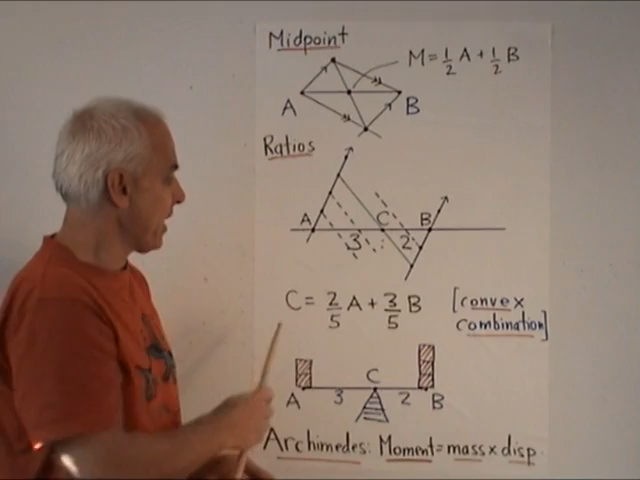 Midpoint
M = 1/2 A + 1/2 B
A B
Ratios
A C B
3 2
C = 2/5 A + 3/5 B [convex
combination]
C
A 3 2 B
Archimedes: Moment = mass x disp.